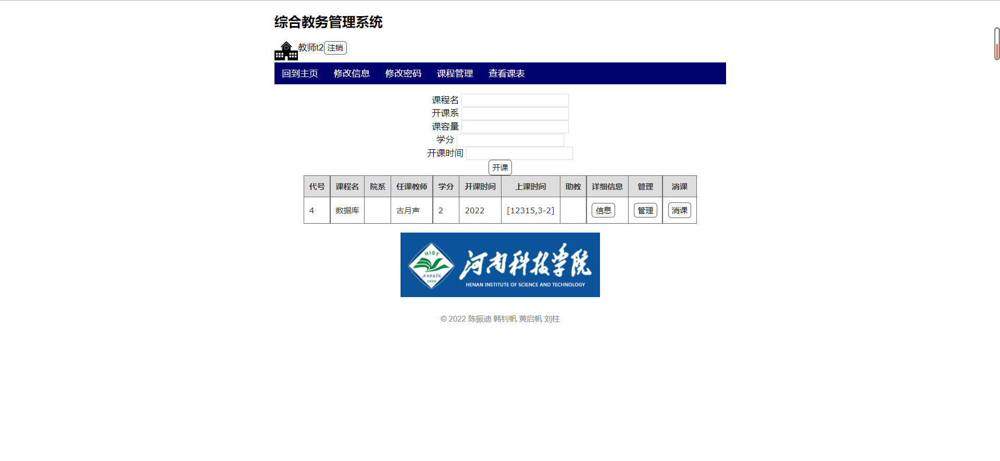 综合教务管理系统
教师t2 注销
回到主页 修改信息 修改密码 课程管理 查看课表
课程名
开课系
课容量
学分
开课时间
开课
代号 课程名 院系 任课教师 学分 开课时间 上课时间 助教 详细信息 管理 消课
4 数据库 古月声 2 2022 [12315,3-2] 信息 管理 消课
HIST
河南科技学院
1939
河南科技学院
HENAN INSTITUTE OF SCIENCE AND TECHNOLOGY
© 2022 陈振迪 韩钊帆 黄启帆 刘柱